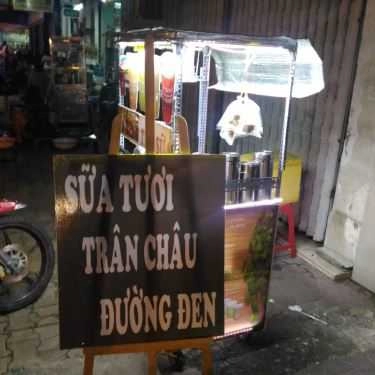 SỮA TƯƠI
TRÂN CHÂU
ĐƯỜNG ĐEN